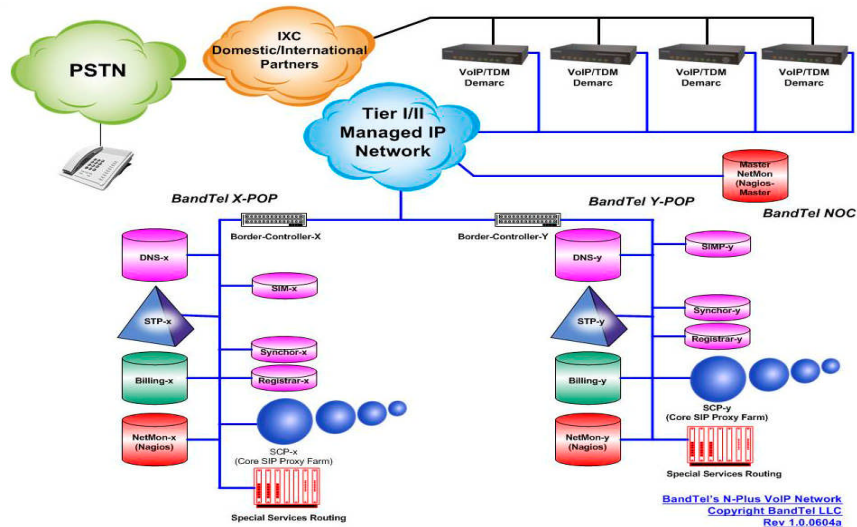 PSTN
IXC
Domestic/International
Partners
VoIP/TDM
Demarc
VoIP/TDM
Demarc
VoIP/TDM
Demarc
VoIP/TDM
Demarc
Tier I/II
Managed IP
Network
Master
NetMon
(Nagios-
Master
BandTel NOC
BandTel X-POP
Border-Controller-X
DNS-x
SIM-x
STP-x
Synchor-x
Billing-x
Registrar-x
NetMon-x
(Nagios)
SCP-x
(Core SIP Proxy Farm)
Special Services Routing
BandTel Y-POP
Border-Controller-Y
DNS-y
SIMP-y
STP-y
Synchor-y
Registrar-y
Billing-y
SCP-y
(Core SIP Proxy Farm)
NetMon-y
(Nagios)
Special Services Routing
BandTel's N-Plus VoIP Network
Copyright BandTel LLC
Rev 1.0.0604a